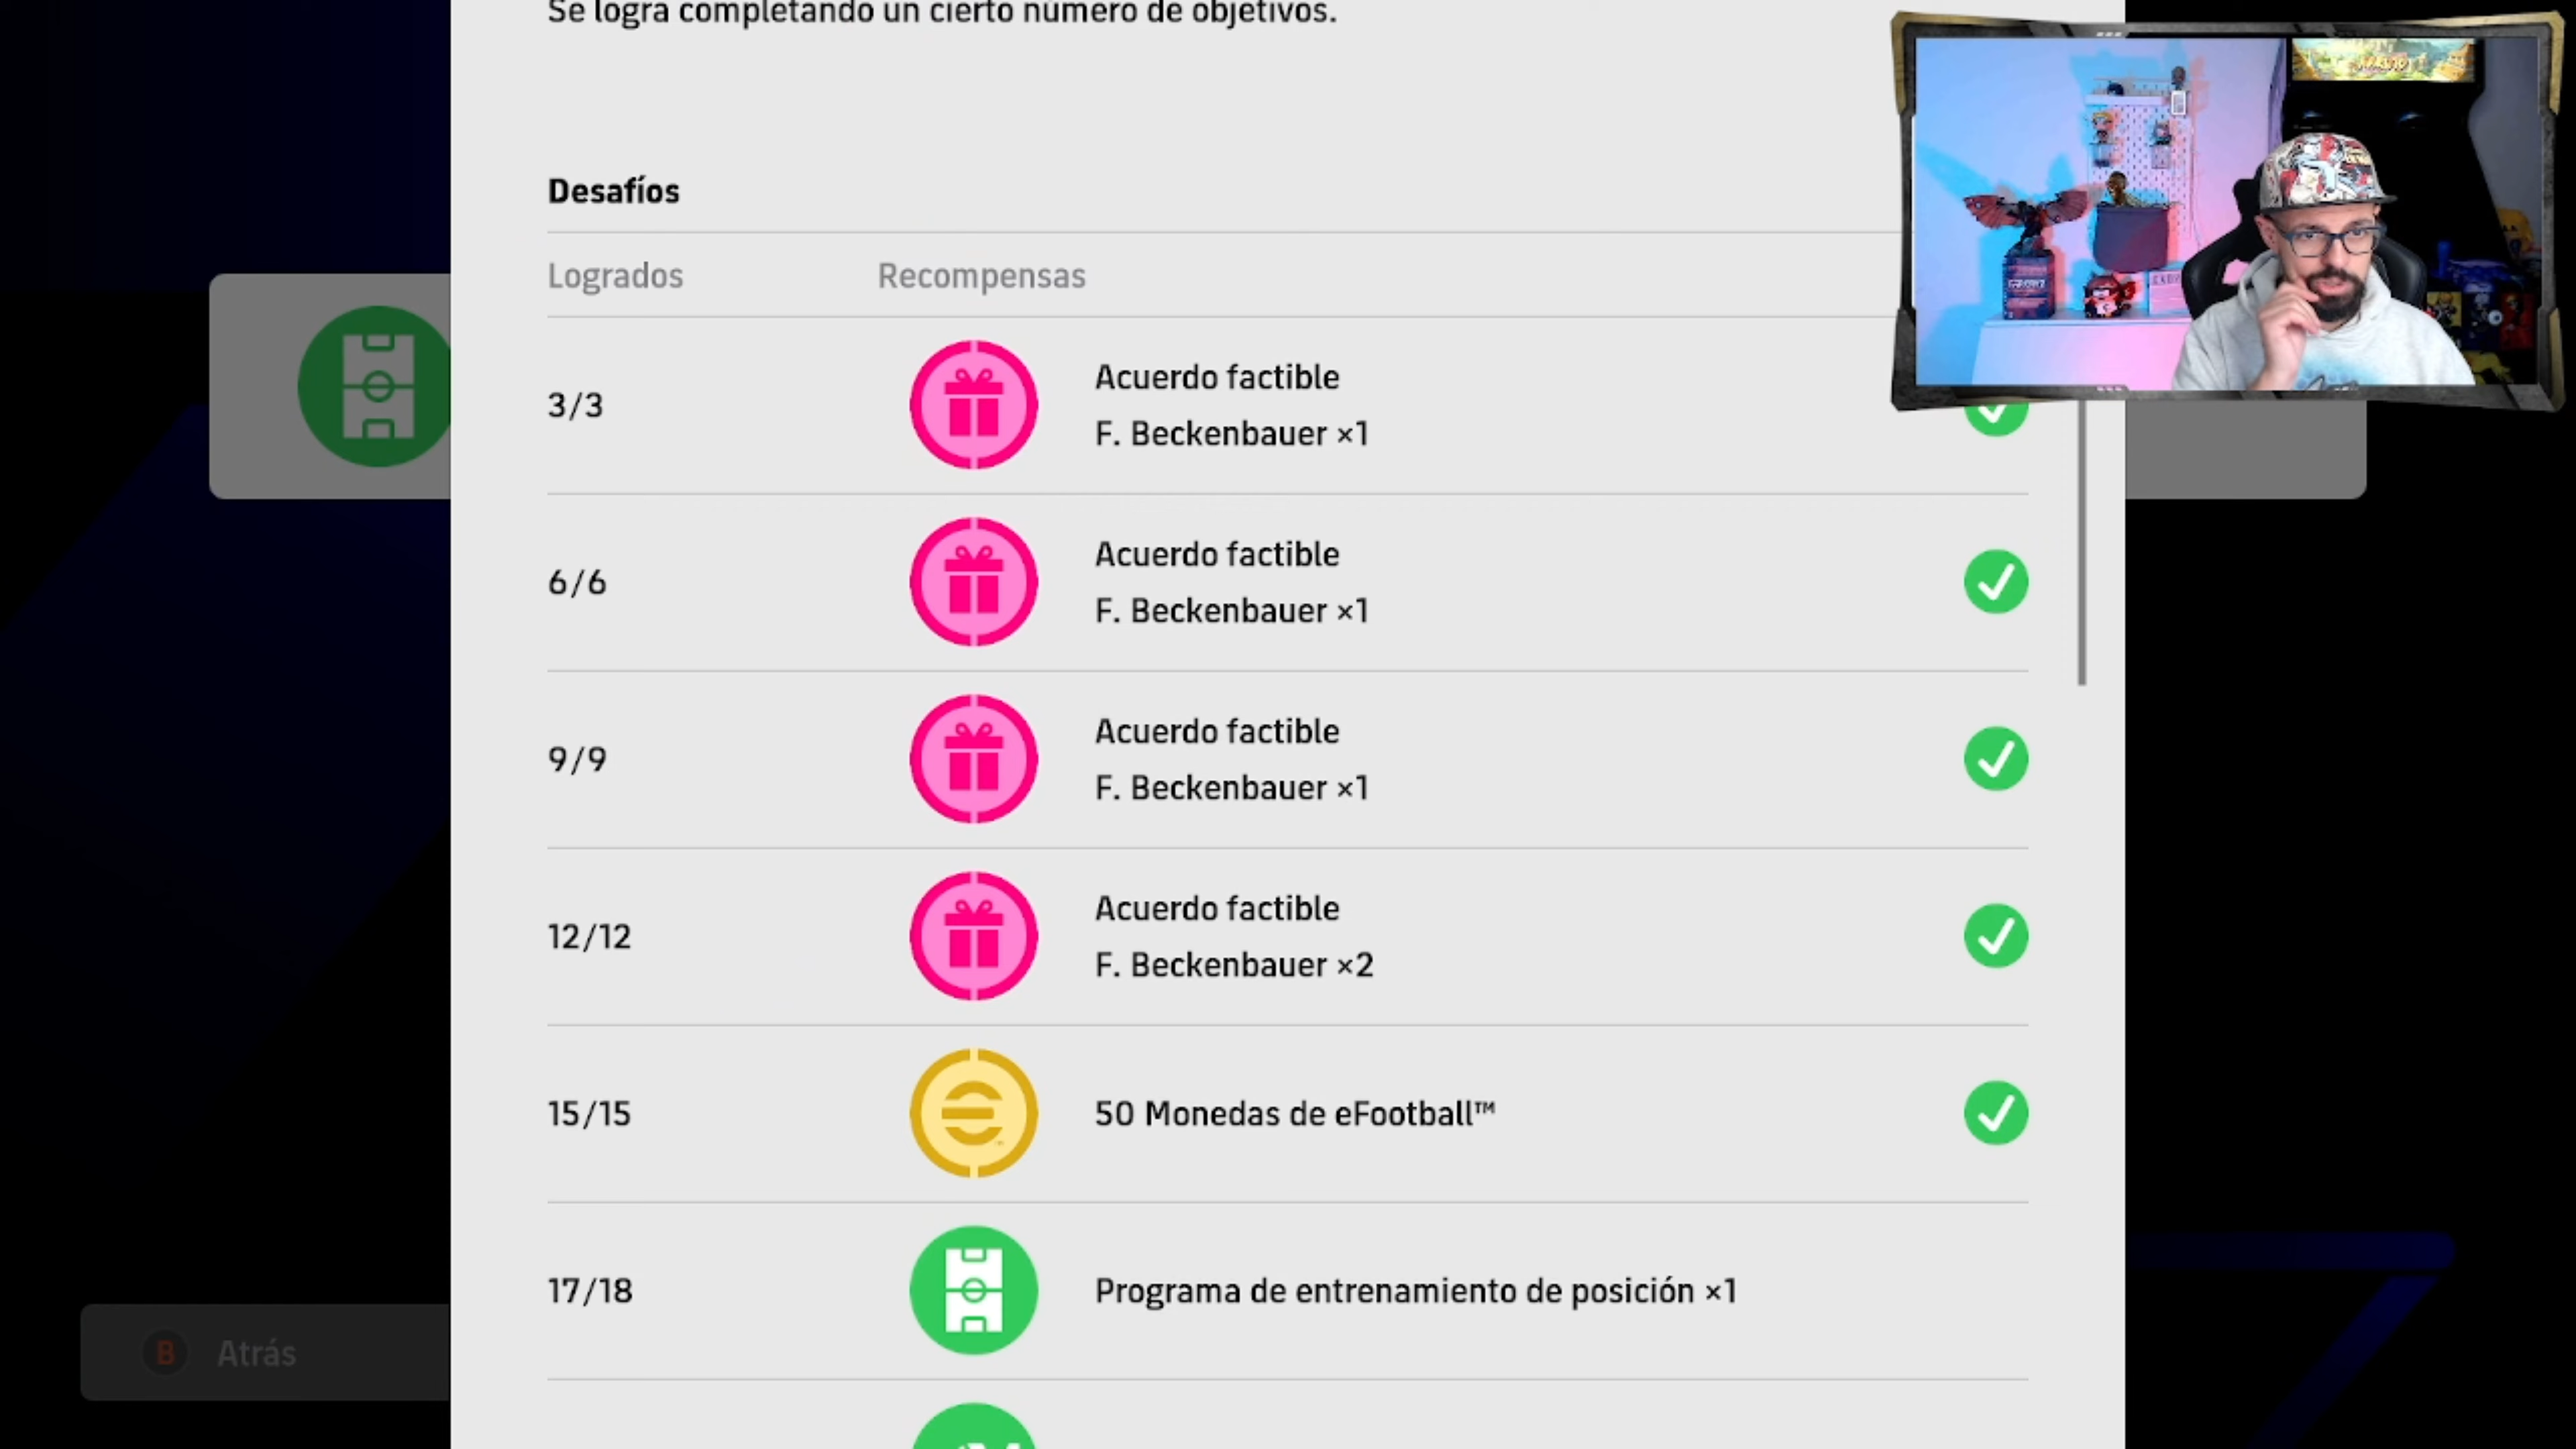 Se logra completando un cierto número de objetivos.
Desafíos
Logrados Recompensas
3/3
Acuerdo factible
F. Beckenbauer ×1
6/6
Acuerdo factible
F. Beckenbauer ×1
9/9
Acuerdo factible
F. Beckenbauer ×1
12/12
Acuerdo factible
F. Beckenbauer ×2
15/15
50 Monedas de eFootball™
17/18
Programa de entrenamiento de posición ×1
B Atrás